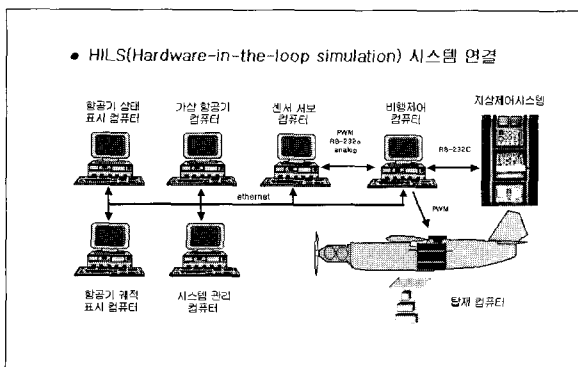 • HILS(Hardware-in-the-loop simulation) 시스템 연결
항공기 상태
표시 컴퓨터
가상 항공기
컴퓨터
센서 서보
컴퓨터
비행제어
컴퓨터
지상제어시스템
PWM
RS-232c
analog
RS-232C
ethernet
PWM
항공기 궤적
표시 컴퓨터
시스템 관리
컴퓨터
탑재 컴퓨터